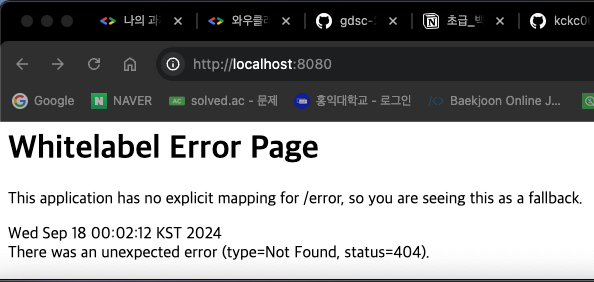 나의 과 와우클 gdsc- 초급_백 kckc0
http://localhost:8080
Google N NAVER AC solved.ac - 문제 홍익대학교 - 로그인 </> Baekjoon Online J...
Whitelabel Error Page
This application has no explicit mapping for /error, so you are seeing this as a fallback.
Wed Sep 18 00:02:12 KST 2024
There was an unexpected error (type=Not Found, status=404).